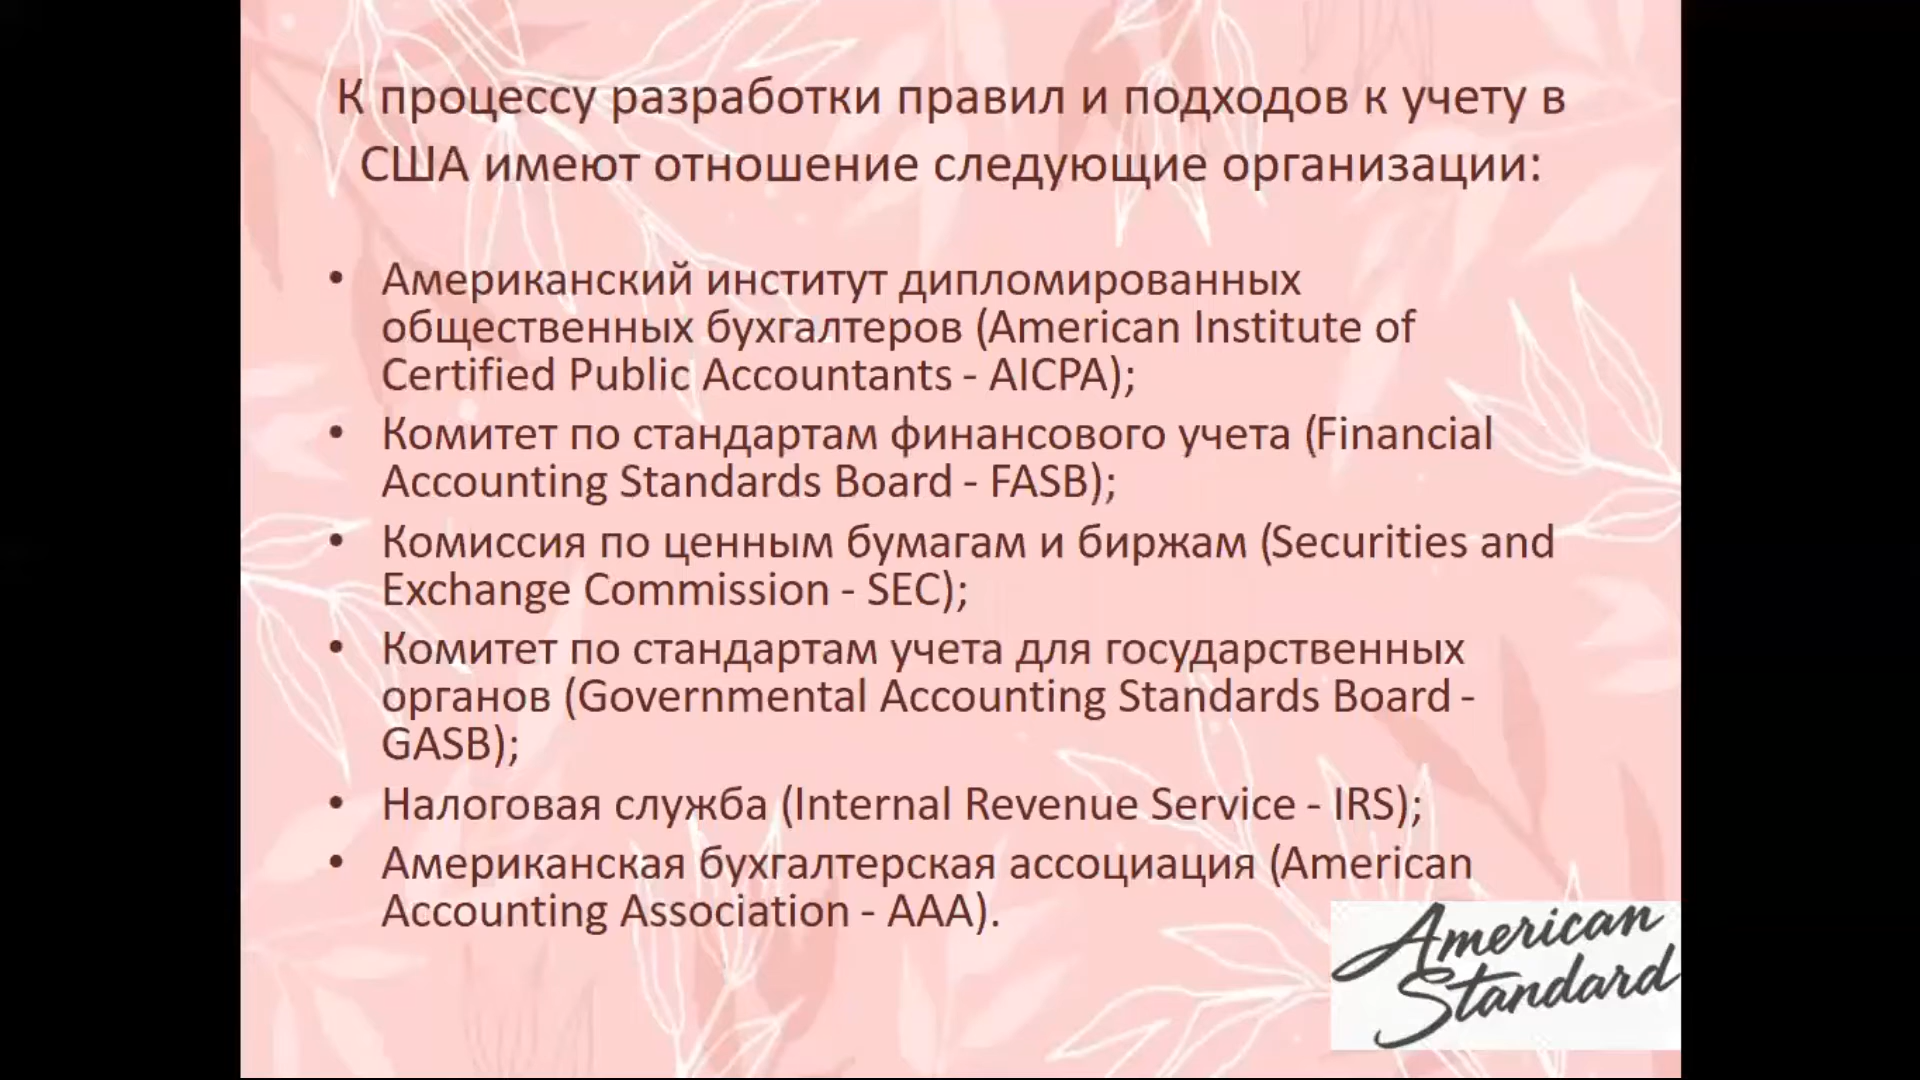 К процессу разработки правил и подходов к учету в
США имеют отношение следующие организации:
• Американский институт дипломированных
общественных бухгалтеров (American Institute of
Certified Public Accountants - AICPA);
• Комитет по стандартам финансового учета (Financial
Accounting Standards Board - FASB);
• Комиссия по ценным бумагам и биржам (Securities and
Exchange Commission - SEC);
• Комитет по стандартам учета для государственных
органов (Governmental Accounting Standards Board -
GASB);
• Налоговая служба (Internal Revenue Service - IRS);
• Американская бухгалтерская ассоциация (American
Accounting Association - AAA).
American
Standard